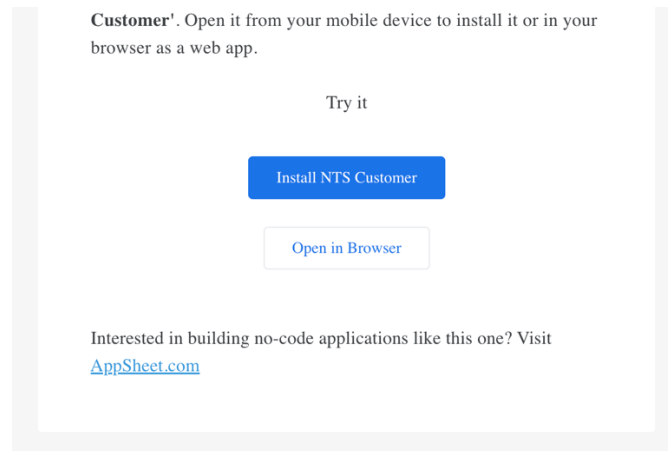 Customer'. Open it from your mobile device to install it or in your
browser as a web app.
Try it
Install NTS Customer
Open in Browser
Interested in building no-code applications like this one? Visit
AppSheet.com